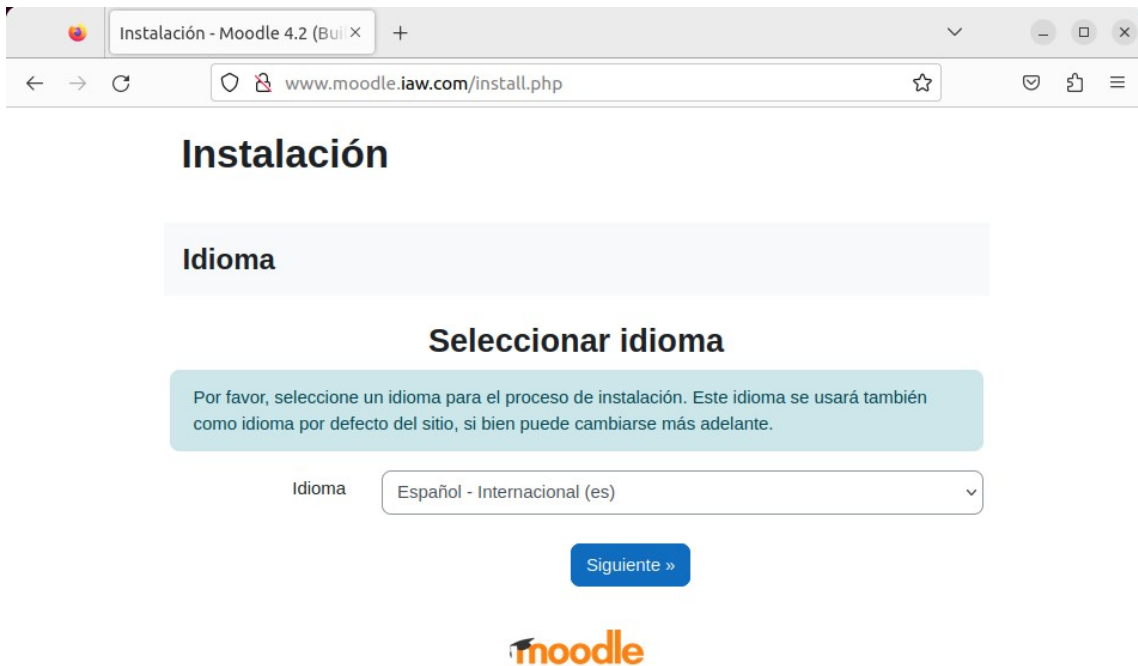 Instalación - Moodle 4.2 (Buil
www.moodle.iaw.com/install.php
Instalación
Idioma
Seleccionar idioma
Por favor, seleccione un idioma para el proceso de instalación. Este idioma se usará también
como idioma por defecto del sitio, si bien puede cambiarse más adelante.
Idioma
Español - Internacional (es)
Siguiente »
moodle